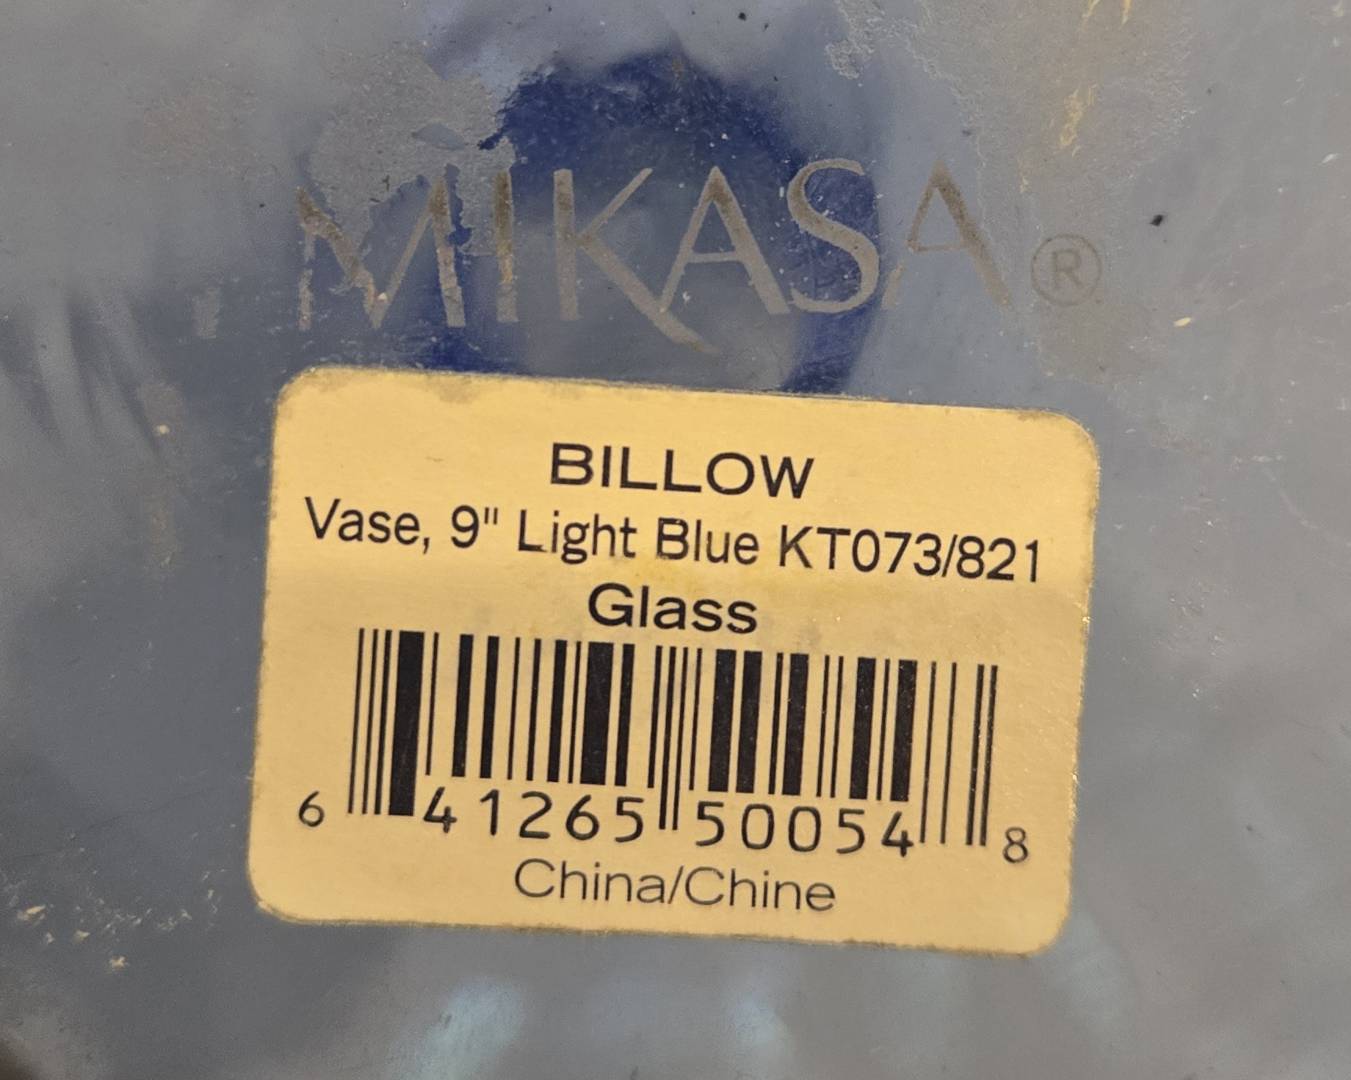 MIKASA®
BILLOW
Vase, 9" Light Blue KT073/821
Glass
6 41265 50054 8
China/Chine